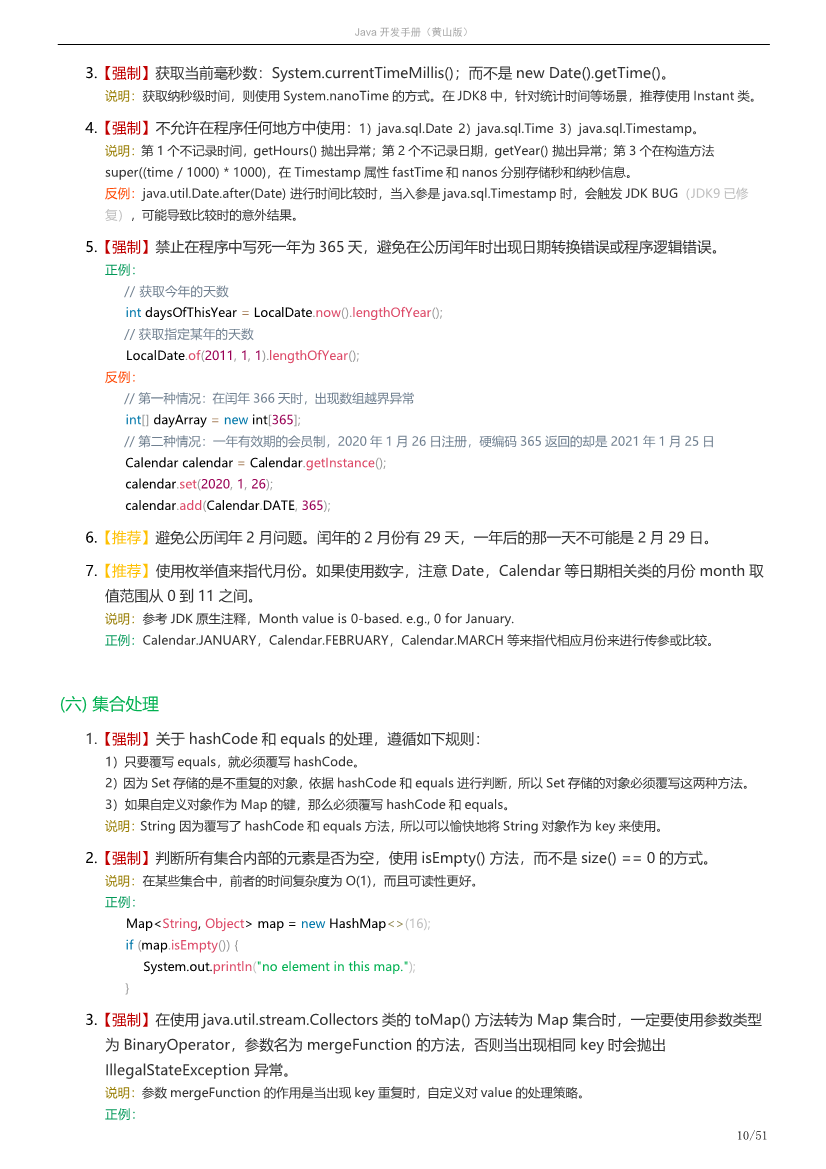 Java 开发手册（黄山版）
3.【强制】获取当前毫秒数：System.currentTimeMillis()；而不是 new Date().getTime()。
说明：获取纳秒级时间，则使用 System.nanoTime 的方式。在 JDK8 中，针对统计时间等场景，推荐使用 Instant 类。
4.【强制】不允许在程序任何地方中使用：1）java.sql.Date 2）java.sql.Time 3）java.sql.Timestamp。
说明：第 1 个不记录时间，getHours() 抛出异常；第 2 个不记录日期，getYear() 抛出异常；第 3 个在构造方法
super((time / 1000) * 1000)，在 Timestamp 属性 fastTime 和 nanos 分别存储秒和纳秒信息。
反例：java.util.Date.after(Date) 进行时间比较时，当入参是 java.sql.Timestamp 时，会触发 JDK BUG（JDK9 已修
复），可能导致比较时的意外结果。
5.【强制】禁止在程序中写死一年为 365 天，避免在公历闰年时出现日期转换错误或程序逻辑错误。
正例：
// 获取今年的天数
int daysOfThisYear = LocalDate.now().lengthOfYear();
// 获取指定某年的天数
LocalDate.of(2011, 1, 1).lengthOfYear();
反例：
// 第一种情况：在闰年 366 天时，出现数组越界异常
int[] dayArray = new int[365];
// 第二种情况：一年有效期的会员制，2020 年 1 月 26 日注册，硬编码 365 返回的却是 2021 年 1 月 25 日
Calendar calendar = Calendar.getInstance();
calendar.set(2020, 1, 26);
calendar.add(Calendar.DATE, 365);
6.【推荐】避免公历闰年 2 月问题。闰年的 2 月份有 29 天，一年后的那一天不可能是 2 月 29 日。
7.【推荐】使用枚举值来指代月份。如果使用数字，注意 Date，Calendar 等日期相关类的月份 month 取
值范围从 0 到 11 之间。
说明：参考 JDK 原生注释，Month value is 0-based. e.g., 0 for January.
正例：Calendar.JANUARY，Calendar.FEBRUARY，Calendar.MARCH 等来指代相应月份来进行传参或比较。
(六) 集合处理
1.【强制】关于 hashCode 和 equals 的处理，遵循如下规则：
1）只要覆写 equals，就必须覆写 hashCode。
2）因为 Set 存储的是不重复的对象，依据 hashCode 和 equals 进行判断，所以 Set 存储的对象必须覆写这两种方法。
3）如果自定义对象作为 Map 的键，那么必须覆写 hashCode 和 equals。
说明：String 因为覆写了 hashCode 和 equals 方法，所以可以愉快地将 String 对象作为 key 来使用。
2.【强制】判断所有集合内部的元素是否为空，使用 isEmpty() 方法，而不是 size() == 0 的方式。
说明：在某些集合中，前者的时间复杂度为 O(1)，而且可读性更好。
正例：
Map<String, Object> map = new HashMap<>(16);
if (map.isEmpty()) {
System.out.println("no element in this map.");
}
3.【强制】在使用 java.util.stream.Collectors 类的 toMap() 方法转为 Map 集合时，一定要使用参数类型
为 BinaryOperator，参数名为 mergeFunction 的方法，否则当出现相同 key 时会抛出
IllegalStateException 异常。
说明：参数 mergeFunction 的作用是当出现 key 重复时，自定义对 value 的处理策略。
正例：
10/51